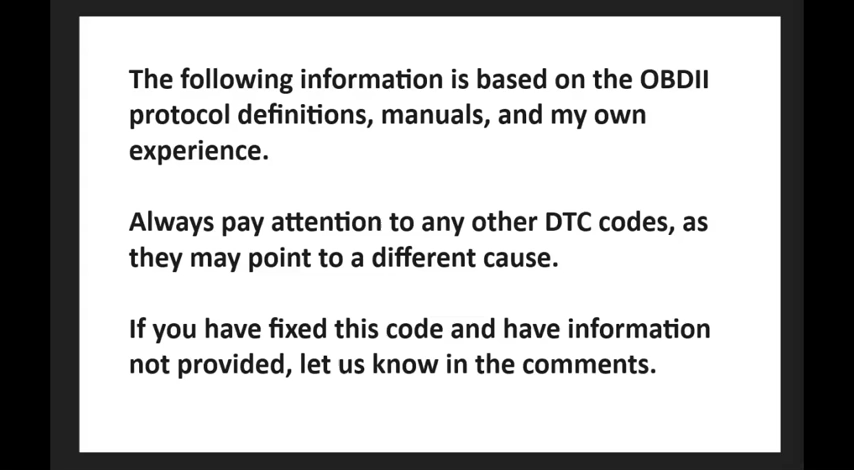 The following information is based on the OBDII
protocol definitions, manuals, and my own
experience.
Always pay attention to any other DTC codes, as
they may point to a different cause.
If you have fixed this code and have information
not provided, let us know in the comments.